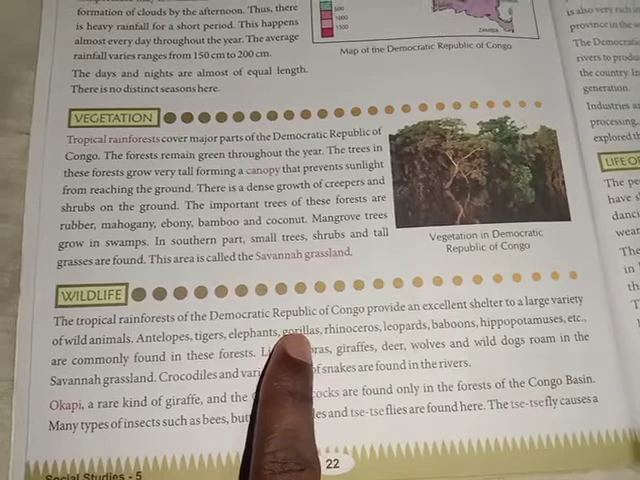 formation of clouds by the afternoon. Thus, there
is heavy rainfall for a short period. This happens
almost every day throughout the year. The average
rainfall varies ranges from 150 cm to 200 cm.
The days and nights are almost of equal length.
There is no distinct seasons here.
500
1000
1500
ZAMBIA
Map of the Democratic Republic of Congo
VEGETATION
Tropical rainforests cover major parts of the Democratic Republic of
Congo. The forests remain green throughout the year. The trees in
these forests grow very tall forming a canopy that prevents sunlight
from reaching the ground. There is a dense growth of creepers and
shrubs on the ground. The important trees of these forests are
rubber, mahogany, ebony, bamboo and coconut. Mangrove trees
grow in swamps. In southern part, small trees, shrubs and tall
grasses are found. This area is called the Savannah grassland.
Vegetation in Democratic
Republic of Congo
WILDLIFE
The tropical rainforests of the Democratic Republic of Congo provide an excellent shelter to a large variety
of wild animals. Antelopes, tigers, elephants, gorillas, rhinoceros, leopards, baboons, hippopotamuses, etc.,
are commonly found in these forests. giraffes, deer, wolves and wild dogs roam in the
Savannah grassland. Crocodiles and of snakes are found in the rivers.
Okapi, a rare kind of giraffe, and the are found only in the forests of the Congo Basin.
Many types of insects such as bees, and tse-tse flies are found here. The tse-tse fly causes a
Social Studies - 5
22
is also very rich in
province in the
The Democrati
rivers to produ
the country. In
generation.
Industries a
processing,
explored th
LIFE O
The pe
have s
danc
wear
The
in
th
T